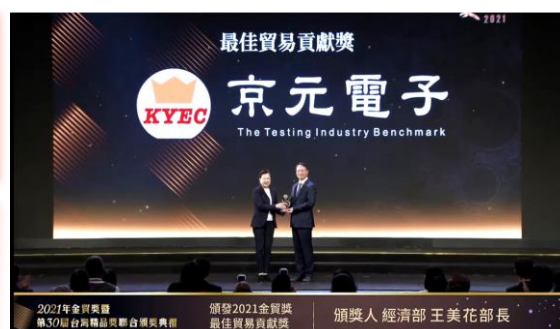 2021
最佳貿易貢獻獎
KYEC
京元電子
The Testing Industry Benchmark
2021年金貿獎暨
第30屆台灣精品獎聯合頒獎典禮
頒發2021金貿獎
最佳貿易貢獻獎
頒獎人 經濟部 王美花部長